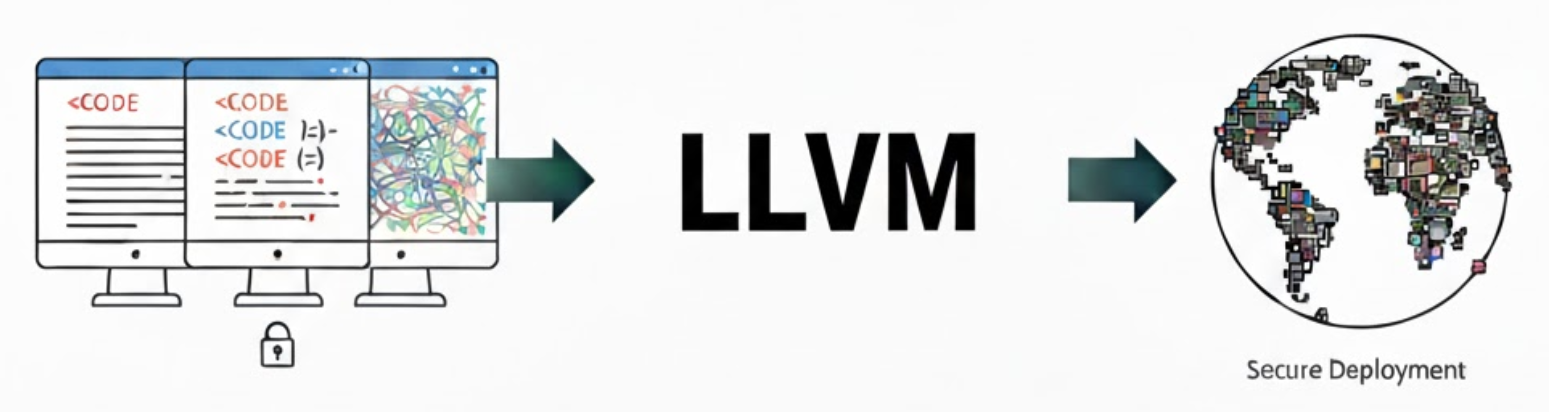 <CODE
<CODE
<CODE )=)-
<CODE (=)
LLVM
Secure Deployment